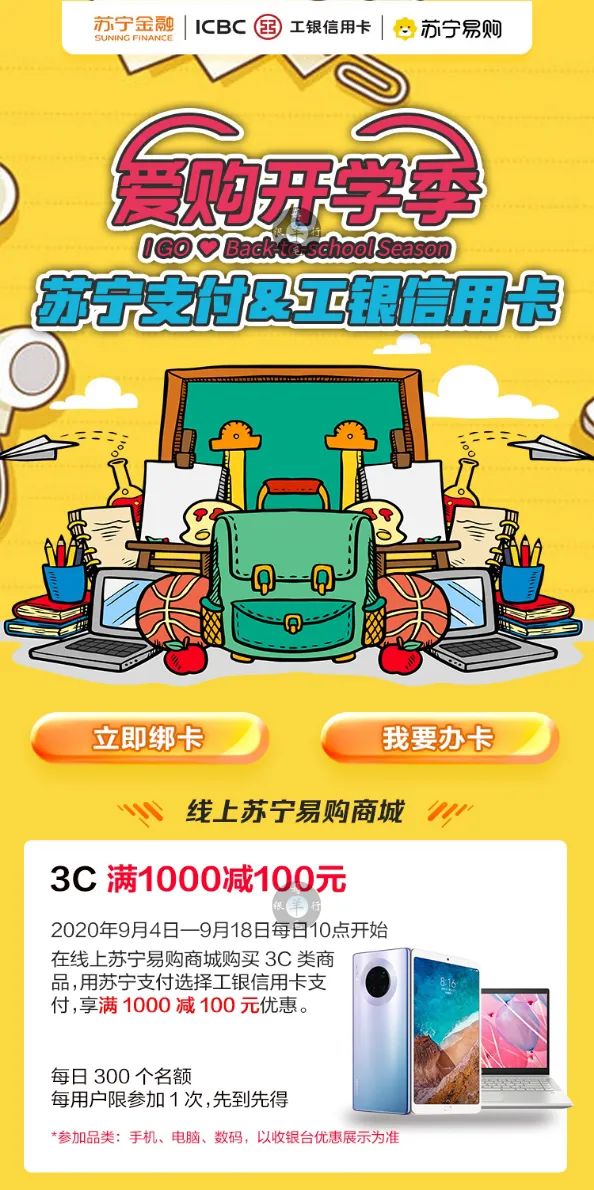 苏宁金融 SUNING FINANCE ICBC 工银信用卡 苏宁易购
爱购开学季
I GO Back-to-school Season
苏宁支付&工银信用卡
立即绑卡 我要办卡
线上苏宁易购商城
3C 满1000减100元
2020年9月4日—9月18日每日10点开始
在线上苏宁易购商城购买 3C 类商
品,用苏宁支付选择工银信用卡支
付,享满 1000 减 100 元优惠。
每日 300 个名额
每用户限参加 1 次,先到先得
*参加品类：手机、电脑、数码，以收银台优惠展示为准
8:16